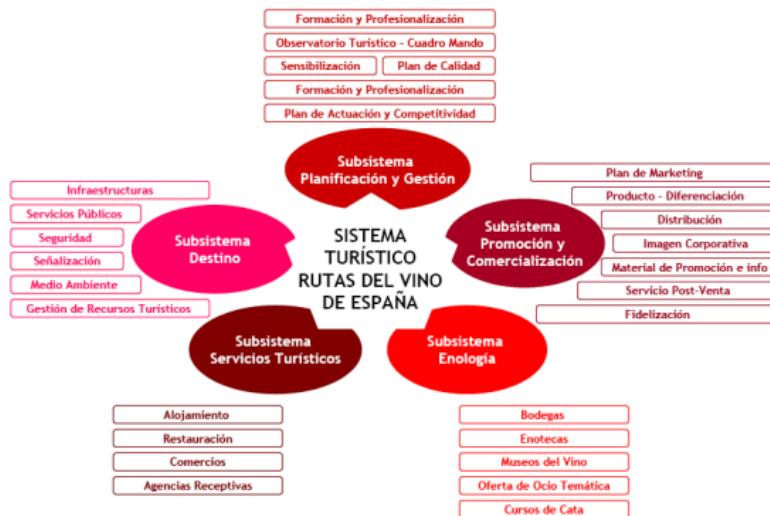 Formación y Profesionalización
Observatorio Turístico - Cuadro Mando
Sensibilización
Plan de Calidad
Formación y Profesionalización
Plan de Actuación y Competitividad
Subsistema
Planificación y Gestión
Infraestructuras
Servicios Públicos
Seguridad
Señalización
Medio Ambiente
Gestión de Recursos Turísticos
Subsistema
Destino
SISTEMA
TURÍSTICO
RUTAS DEL VINO
DE ESPAÑA
Subsistema
Promoción y
Comercialización
Plan de Marketing
Producto - Diferenciación
Distribución
Imagen Corporativa
Material de Promoción e info
Servicio Post-Venta
Fidelización
Subsistema
Servicios Turísticos
Alojamiento
Restauración
Comercios
Agencias Receptivas
Subsistema
Enología
Bodegas
Enotecas
Museos del Vino
Oferta de Ocio Temática
Cursos de Cata